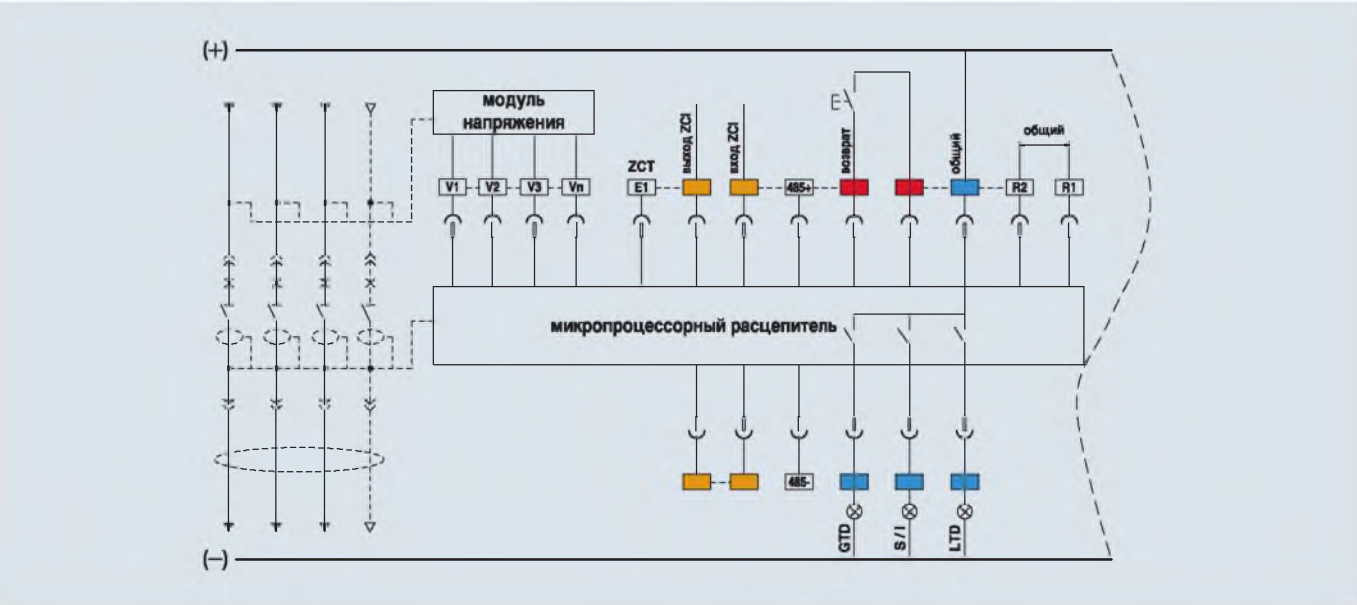 (+)
модуль
напряжения
ZCT
выход ZCI
вход ZCI
возврат
общий
общий
V1
V2
V3
Vn
E1
485+
R2
R1
микропроцессорный расцепитель
485-
GTD
S / I
LTD
(—)